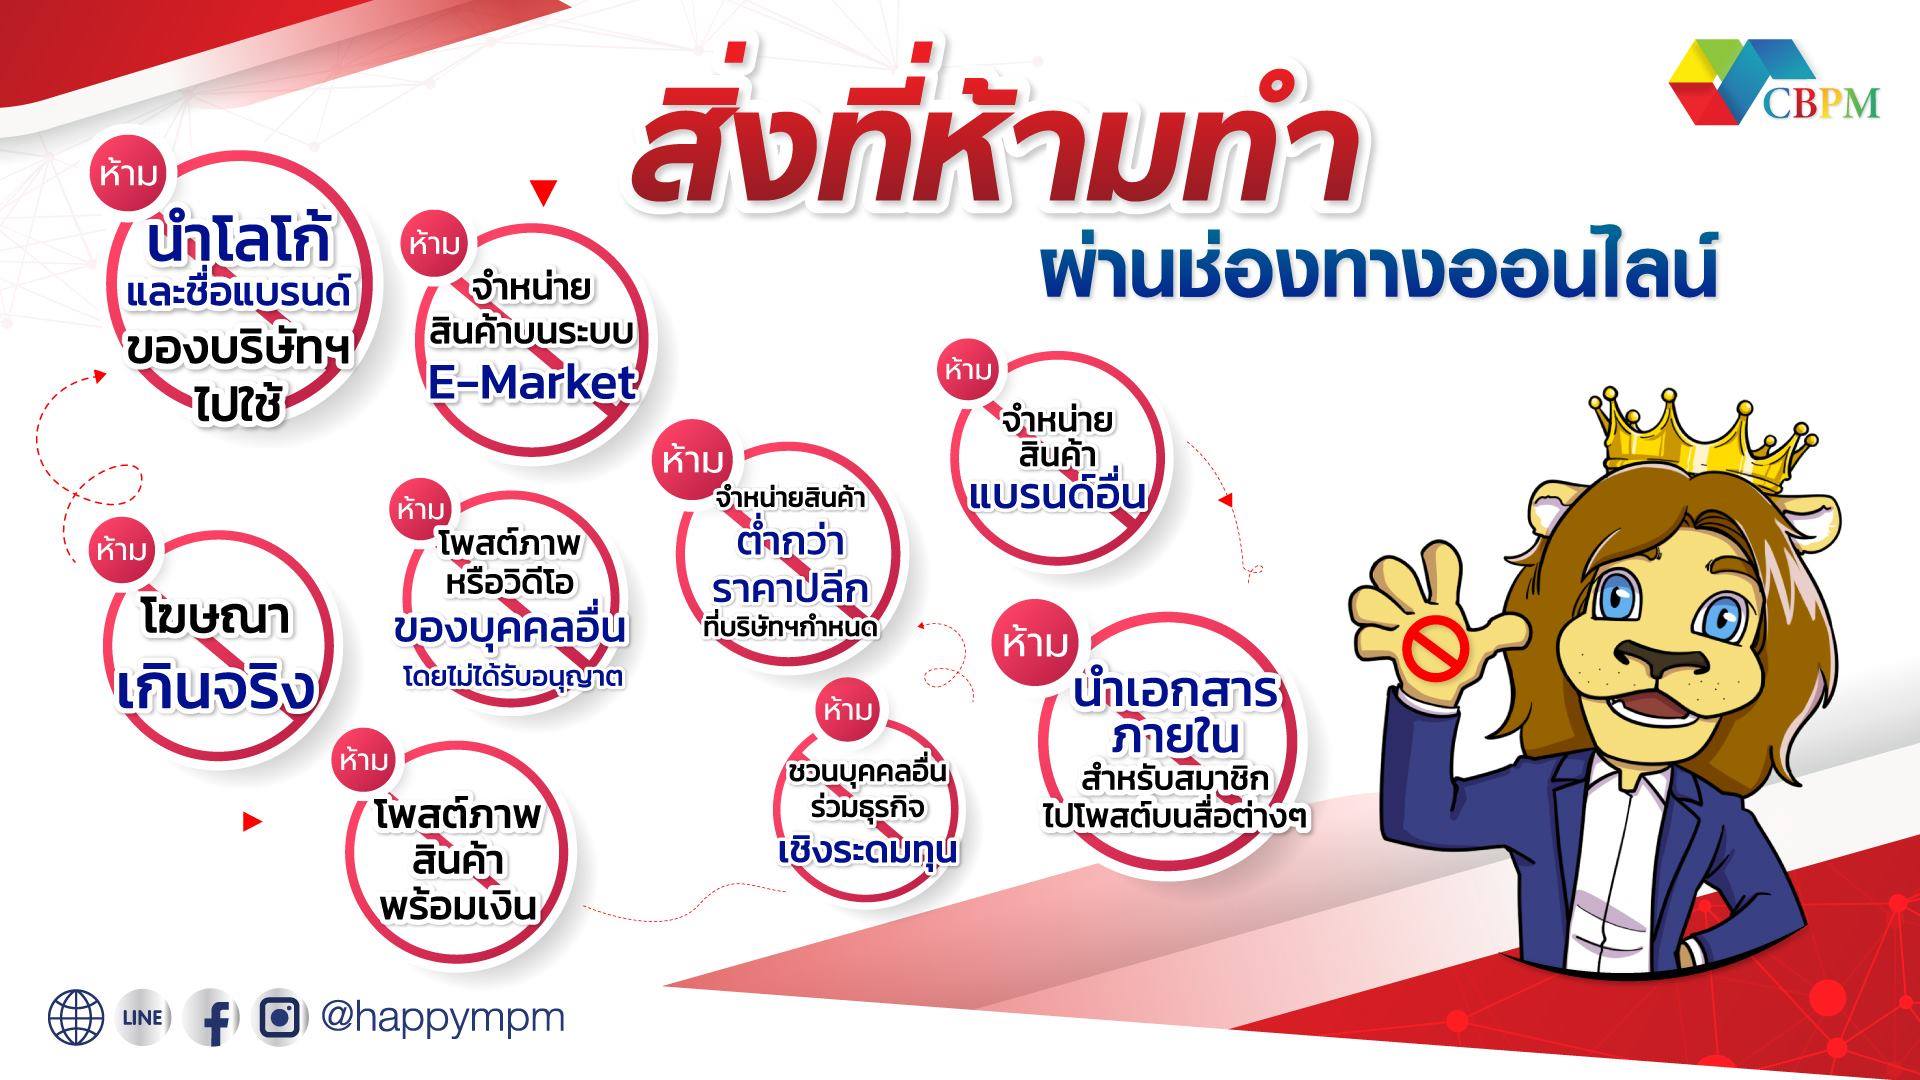 สิ่งที่ห้ามทำ
ผ่านช่องทางออนไลน์
CBPM
ห้าม
นำโลโก้
และชื่อแบรนด์
ของบริษัทฯ
ไปใช้
ห้าม
จำหน่าย
สินค้าบนระบบ
E-Market
ห้าม
จำหน่าย
สินค้า
แบรนด์อื่น
ห้าม
จำหน่ายสินค้า
ต่ำกว่า
ราคาปลีก
ที่บริษัทฯกำหนด
ห้าม
โพสต์ภาพ
หรือวิดีโอ
ของบุคคลอื่น
โดยไม่ได้รับอนุญาต
ห้าม
โฆษณา
เกินจริง
ห้าม
นำเอกสาร
ภายใน
สำหรับสมาชิก
ไปโพสต์บนสื่อต่างๆ
ห้าม
ชวนบุคคลอื่น
ร่วมธุรกิจ
เชิงระดมทุน
ห้าม
โพสต์ภาพ
สินค้า
พร้อมเงิน
LINE
@happympm